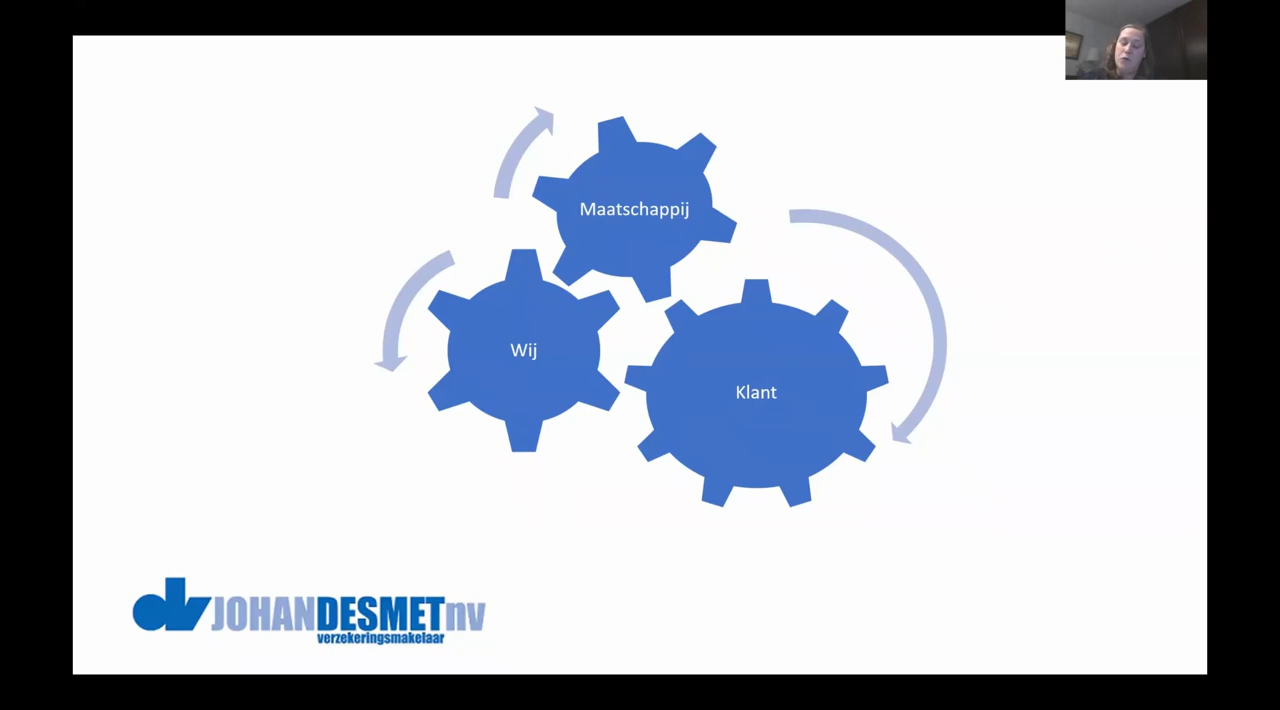 Maatschappij
Wij
Klant
JOHANDESMETnv
verzekeringsmakelaar